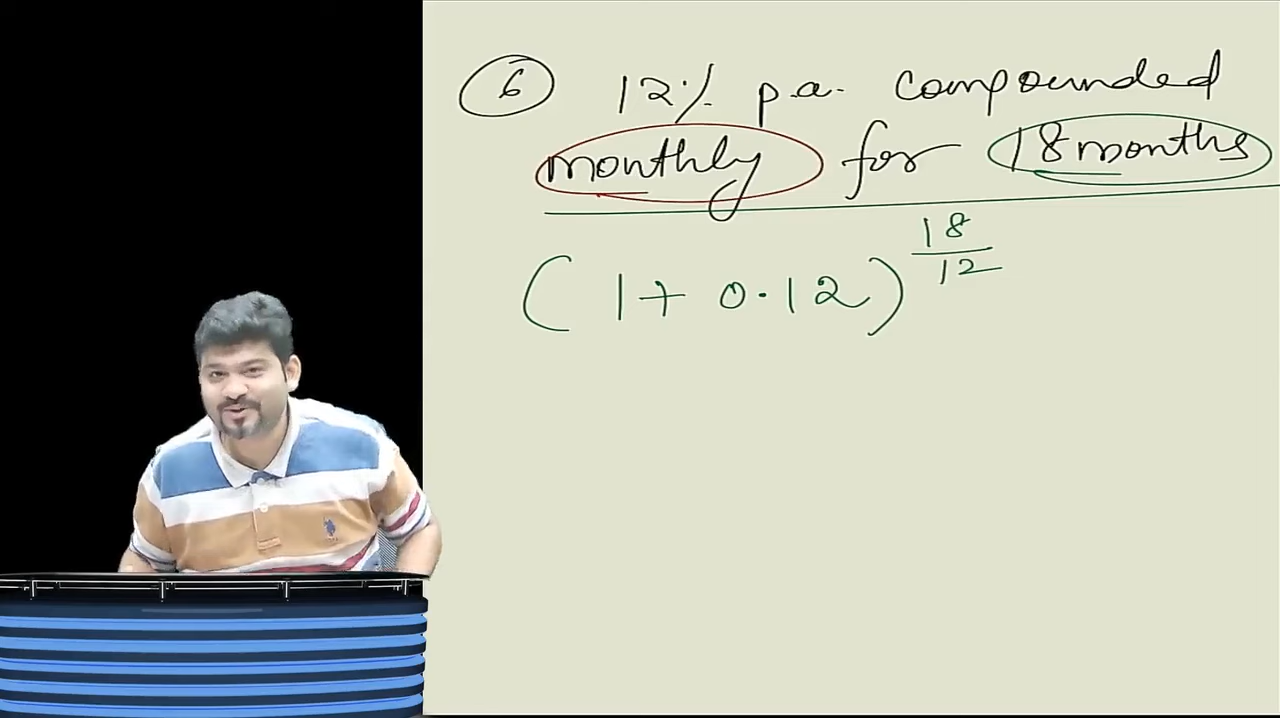 6 12% p.a. compounded
monthly for 18 months
(1+0.12)^18/12